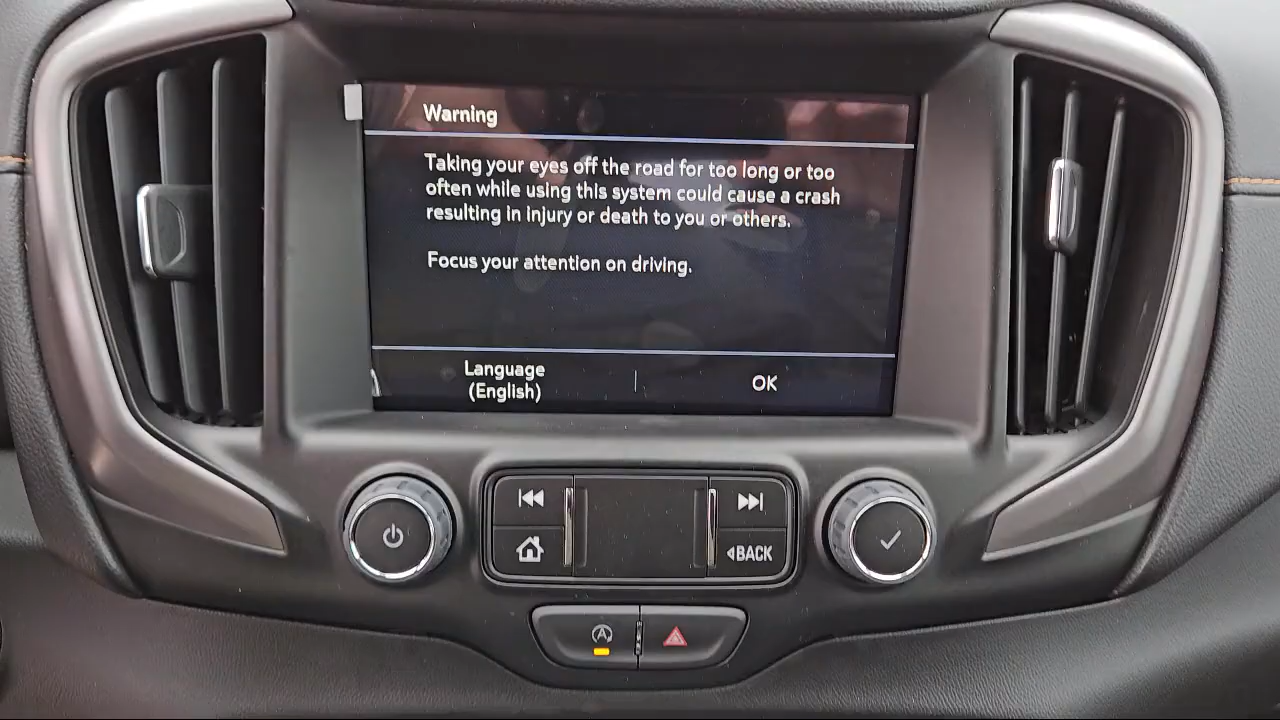 Warning
Taking your eyes off the road for too long or too
often while using this system could cause a crash
resulting in injury or death to you or others.
Focus your attention on driving.
Language
(English)
OK
BACK
A